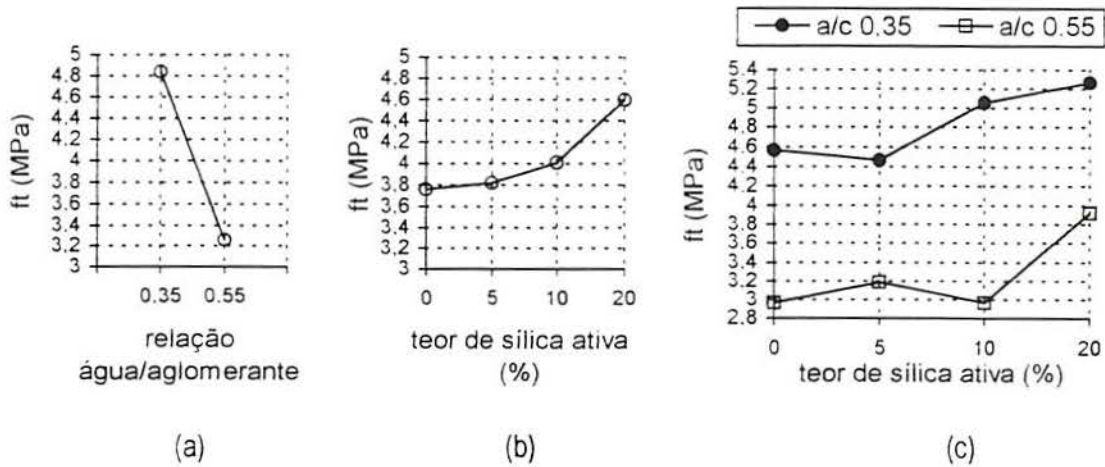 5
4.8
4.6
4.4
4.2
4
3.8
3.6
3.4
3.2
3
ft (MPa)
0.35 0.55
relação
água/aglomerante
(a)
5
4.8
4.6
4.4
4.2
4
3.8
3.6
3.4
3.2
3
ft (MPa)
0 5 10 20
teor de sílica ativa
(%)
(b)
a/c 0.35 a/c 0.55
5.4
5.2
5
4.8
4.6
4.4
4.2
4
3.8
3.6
3.4
3.2
3
2.8
ft (MPa)
0 5 10 20
teor de sílica ativa (%)
(c)